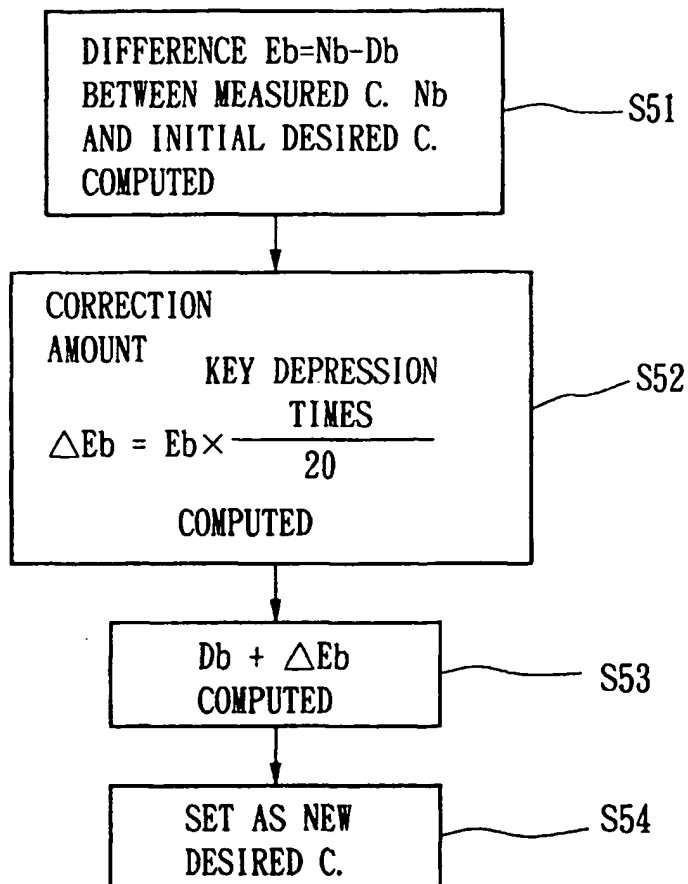 DIFFERENCE Eb=Nb-Db
BETWEEN MEASURED C. Nb
AND INITIAL DESIRED C.
COMPUTED
S51
CORRECTION
AMOUNT
KEY DEPRESSION
TIMES
△Eb = Eb×
20
COMPUTED
S52
Db + △Eb
COMPUTED
S53
SET AS NEW
DESIRED C.
S54